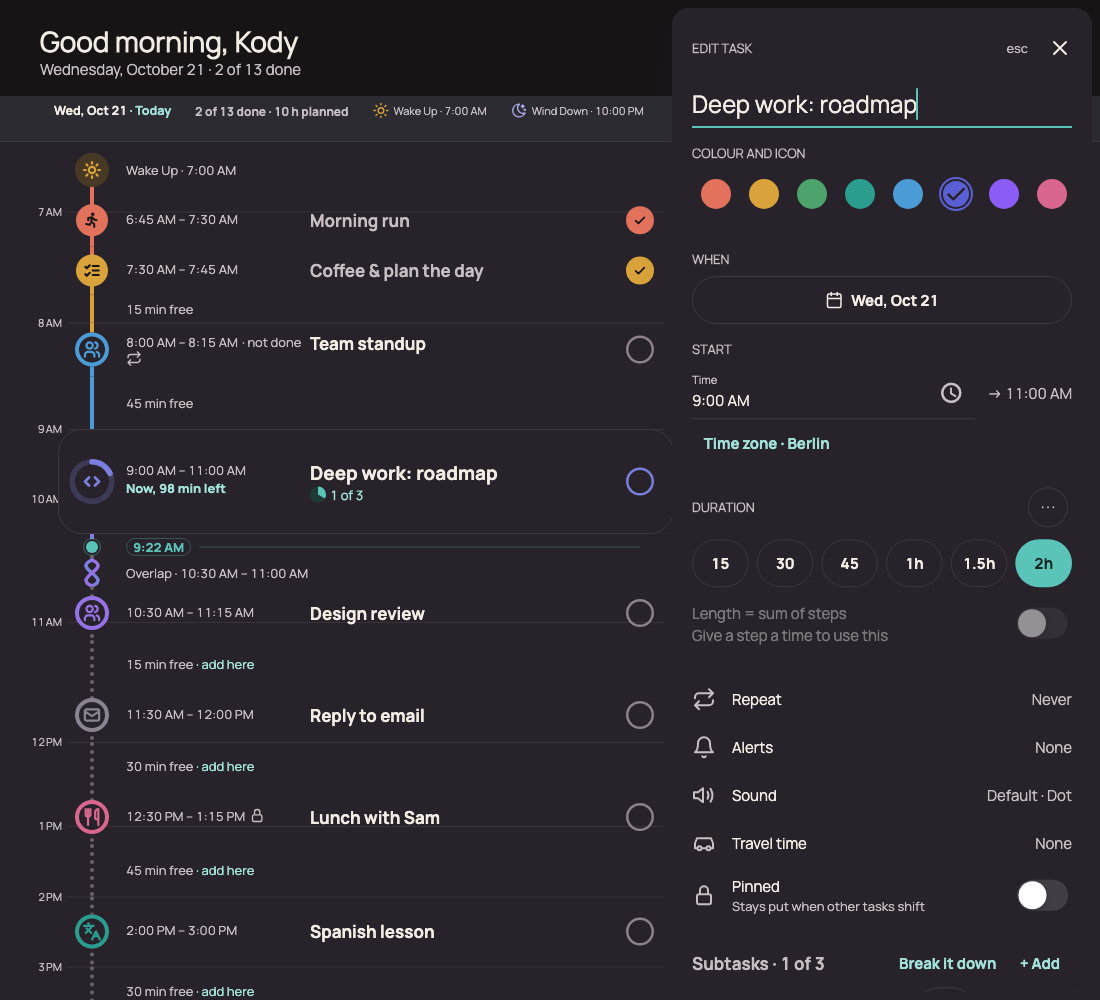 Good morning, Kody
Wednesday, October 21 · 2 of 13 done
Wed, Oct 21 · Today
2 of 13 done · 10 h planned
Wake Up · 7:00 AM
Wind Down · 10:00 PM
Wake Up · 7:00 AM
7 AM
6:45 AM – 7:30 AM
Morning run
7:30 AM – 7:45 AM
Coffee & plan the day
15 min free
8 AM
8:00 AM – 8:15 AM · not done
Team standup
45 min free
9 AM
9:00 AM – 11:00 AM
Deep work: roadmap
Now, 98 min left
1 of 3
10 AM
9:22 AM
Overlap · 10:30 AM – 11:00 AM
10:30 AM – 11:15 AM
Design review
11 AM
15 min free · add here
11:30 AM – 12:00 PM
Reply to email
12 PM
30 min free · add here
12:30 PM – 1:15 PM
Lunch with Sam
1 PM
45 min free · add here
2 PM
2:00 PM – 3:00 PM
Spanish lesson
3 PM
30 min free · add here
EDIT TASK
esc
Deep work: roadmap
COLOUR AND ICON
WHEN
Wed, Oct 21
START
Time
9:00 AM
→ 11:00 AM
Time zone · Berlin
DURATION
···
15
30
45
1h
1.5h
2h
Length = sum of steps
Give a step a time to use this
Repeat
Never
Alerts
None
Sound
Default · Dot
Travel time
None
Pinned
Stays put when other tasks shift
Subtasks · 1 of 3
Break it down
+ Add